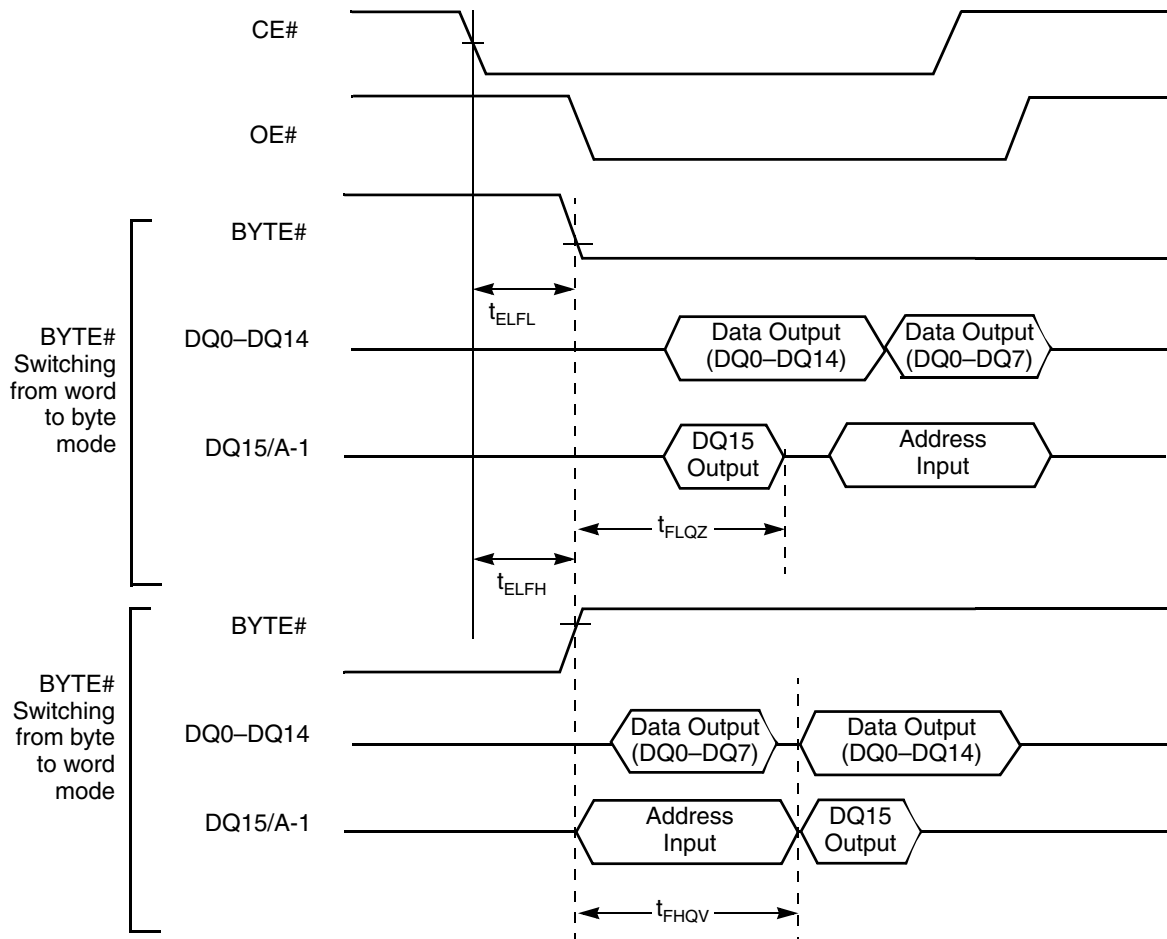 CE#
OE#
BYTE#
Switching
from word
to byte
mode
BYTE#
tELFL
DQ0–DQ14
Data Output
(DQ0–DQ14)
Data Output
(DQ0–DQ7)
DQ15/A-1
DQ15
Output
Address
Input
tFLQZ
tELFH
BYTE#
Switching
from byte
to word
mode
BYTE#
DQ0–DQ14
Data Output
(DQ0–DQ7)
Data Output
(DQ0–DQ14)
DQ15/A-1
Address
Input
DQ15
Output
tFHQV